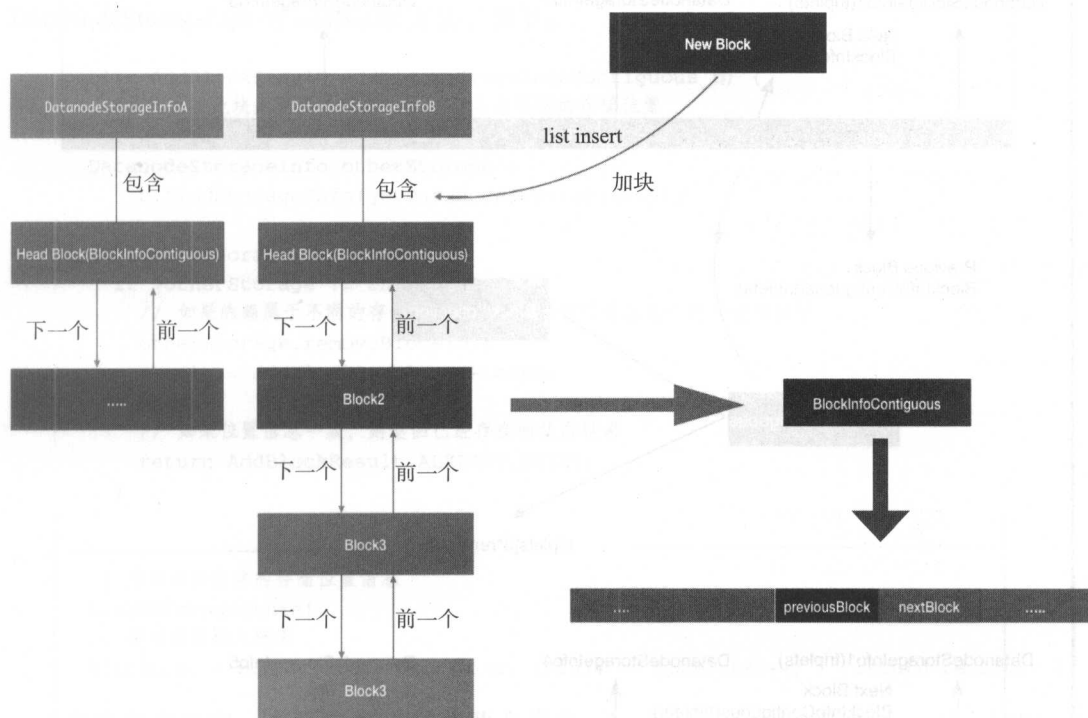 New Block
DatanodeStorageInfoA
DatanodeStorageInfoB
list insert
包含
包含
加块
Head Block(BlockInfoContiguous)
Head Block(BlockInfoContiguous)
下一个
前一个
下一个
前一个
.....
Block2
BlockInfoContiguous
下一个
前一个
Block3
下一个
前一个
....
previousBlock
nextBlock
.....
Block3